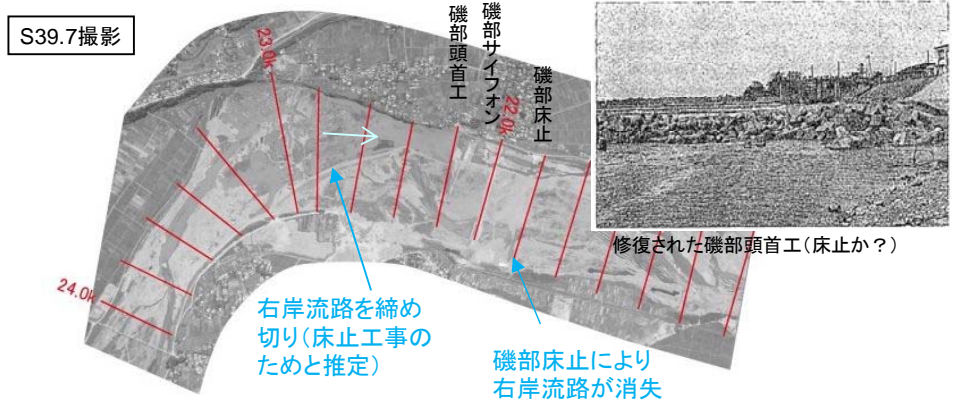 S39.7撮影
23.0k
磯部頭首工
磯部サイフォン
22.0k
磯部床止
修復された磯部頭首工(床止か?)
24.0k
右岸流路を締め
切り(床止工事の
ためと推定)
磯部床止により
右岸流路が消失